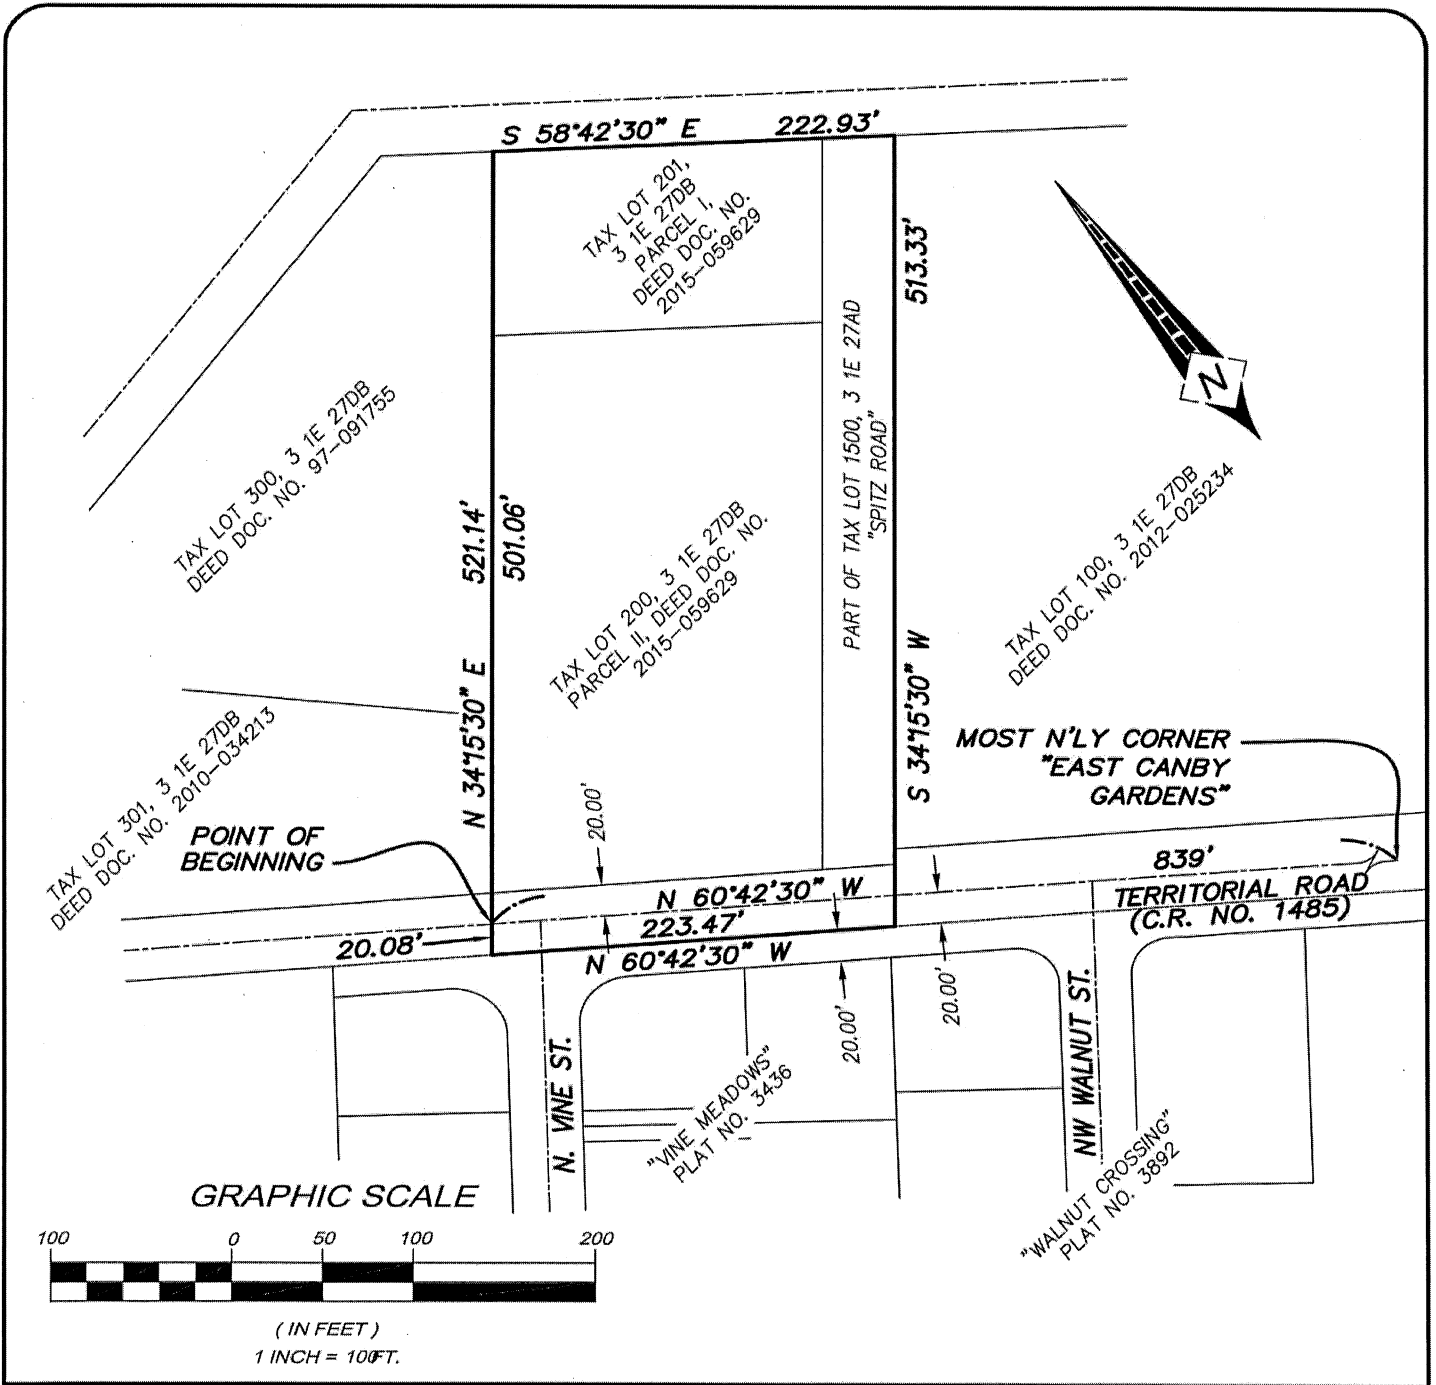 S 58°42'30" E 222.93'
TAX LOT 201,
3 1E 27DB
PARCEL I,
DEED DOC. NO.
2015-059629
513.33'
PART OF TAX LOT 1500, 3 1E 27AD
"SPITZ ROAD"
N
TAX LOT 300, 3 1E 27DB
DEED DOC. NO. 97-091755
N 34°15'30" E 521.14'
501.06'
TAX LOT 200, 3 1E 27DB
PARCEL II, DEED DOC. NO.
2015-059629
TAX LOT 100, 3 1E 27DB
DEED DOC. NO. 2012-025234
S 34°15'30" W
TAX LOT 301, 3 1E 27DB
DEED DOC. NO. 2010-034213
MOST N'LY CORNER
"EAST CANBY
GARDENS"
POINT OF
BEGINNING
20.00'
839'
N 60°42'30" W
TERRITORIAL ROAD
(C.R. NO. 1485)
223.47'
20.08'
N 60°42'30" W
20.00'
20.00'
N. VINE ST.
NW WALNUT ST.
"VINE MEADOWS"
PLAT NO. 3436
"WALNUT CROSSING"
PLAT NO. 3892
GRAPHIC SCALE
100 0 50 100 200
( IN FEET )
1 INCH = 100FT.